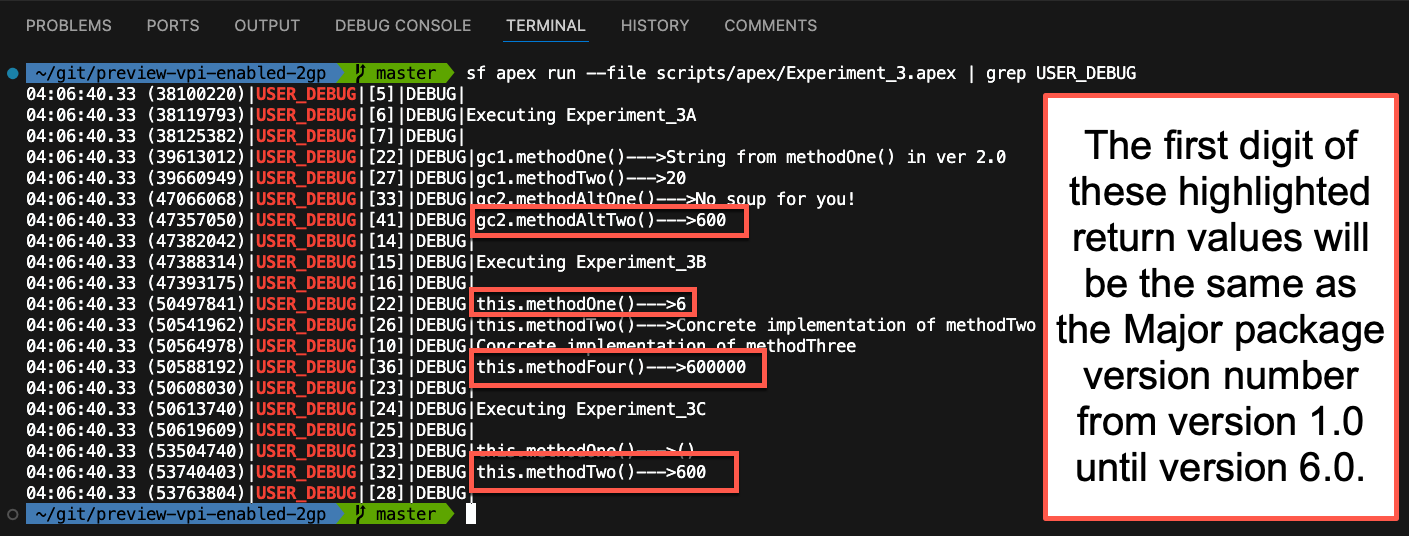 PROBLEMS PORTS OUTPUT DEBUG CONSOLE TERMINAL HISTORY COMMENTS
~/git/preview-vpi-enabled-2gp master sf apex run --file scripts/apex/Experiment_3.apex | grep USER_DEBUG
04:06:40.33 (38100220)|USER_DEBUG|[5]|DEBUG|
04:06:40.33 (38119793)|USER_DEBUG|[6]|DEBUG|Executing Experiment_3A
04:06:40.33 (38125382)|USER_DEBUG|[7]|DEBUG|
04:06:40.33 (39613012)|USER_DEBUG|[22]|DEBUG|gc1.methodOne()--->String from methodOne() in ver 2.0
04:06:40.33 (39660949)|USER_DEBUG|[27]|DEBUG|gc1.methodTwo()--->20
04:06:40.33 (47066068)|USER_DEBUG|[33]|DEBUG|gc2.methodAltOne()--->No soup for you!
04:06:40.33 (47357050)|USER_DEBUG|[41]|DEBUG|gc2.methodAltTwo()--->600
04:06:40.33 (47382042)|USER_DEBUG|[14]|DEBUG|
04:06:40.33 (47388314)|USER_DEBUG|[15]|DEBUG|Executing Experiment_3B
04:06:40.33 (47393175)|USER_DEBUG|[16]|DEBUG|
04:06:40.33 (50497841)|USER_DEBUG|[22]|DEBUG|this.methodOne()--->6
04:06:40.33 (50541962)|USER_DEBUG|[26]|DEBUG|this.methodTwo()--->Concrete implementation of methodTwo
04:06:40.33 (50564978)|USER_DEBUG|[10]|DEBUG|Concrete implementation of methodThree
04:06:40.33 (50588192)|USER_DEBUG|[36]|DEBUG|this.methodFour()--->600000
04:06:40.33 (50608030)|USER_DEBUG|[23]|DEBUG|
04:06:40.33 (50613740)|USER_DEBUG|[24]|DEBUG|Executing Experiment_3C
04:06:40.33 (50619609)|USER_DEBUG|[25]|DEBUG|
04:06:40.33 (53504740)|USER_DEBUG|[23]|DEBUG|this.methodOne()--->()
04:06:40.33 (53740403)|USER_DEBUG|[32]|DEBUG|this.methodTwo()--->600
04:06:40.33 (53763804)|USER_DEBUG|[28]|DEBUG|
~/git/preview-vpi-enabled-2gp master
The first digit of
these highlighted
return values will
be the same as
the Major package
version number
from version 1.0
until version 6.0.